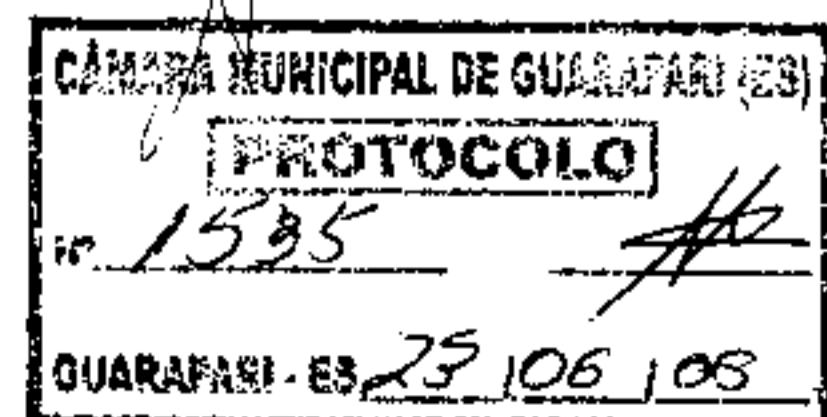 CÂMARA MUNICIPAL DE GUARAPARI (ES)
PROTOCOLO
Nº 1535
GUARAPARI - ES 25 / 06 / 08